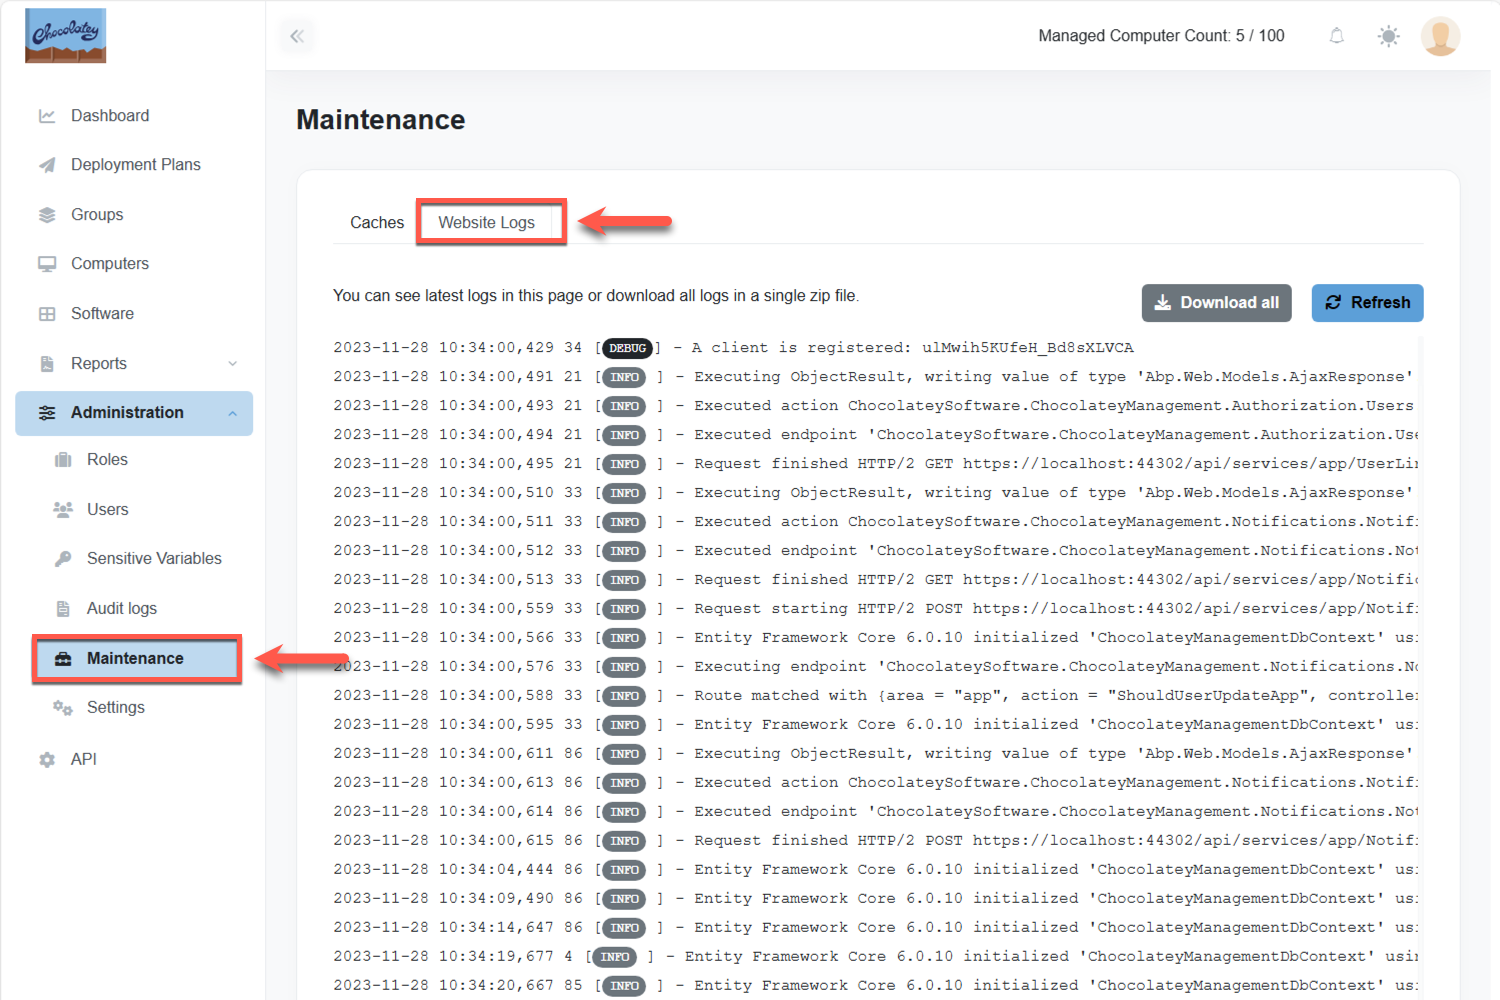 Chocolatey
Managed Computer Count: 5 / 100
Dashboard
Deployment Plans
Groups
Computers
Software
Reports
Administration
Roles
Users
Sensitive Variables
Audit logs
Maintenance
Settings
API
Maintenance
Caches
Website Logs
You can see latest logs in this page or download all logs in a single zip file.
Download all
Refresh
2023-11-28 10:34:00,429 34 [DEBUG] - A client is registered: ulMwih5KUfeH_Bd8sXLVCA
2023-11-28 10:34:00,491 21 [INFO ] - Executing ObjectResult, writing value of type 'Abp.Web.Models.AjaxResponse'
2023-11-28 10:34:00,493 21 [INFO ] - Executed action ChocolateySoftware.ChocolateyManagement.Authorization.Users
2023-11-28 10:34:00,494 21 [INFO ] - Executed endpoint 'ChocolateySoftware.ChocolateyManagement.Authorization.Use
2023-11-28 10:34:00,495 21 [INFO ] - Request finished HTTP/2 GET https://localhost:44302/api/services/app/UserLin
2023-11-28 10:34:00,510 33 [INFO ] - Executing ObjectResult, writing value of type 'Abp.Web.Models.AjaxResponse'
2023-11-28 10:34:00,511 33 [INFO ] - Executed action ChocolateySoftware.ChocolateyManagement.Notifications.Notifi
2023-11-28 10:34:00,512 33 [INFO ] - Executed endpoint 'ChocolateySoftware.ChocolateyManagement.Notifications.Not
2023-11-28 10:34:00,513 33 [INFO ] - Request finished HTTP/2 GET https://localhost:44302/api/services/app/Notific
2023-11-28 10:34:00,559 33 [INFO ] - Request starting HTTP/2 POST https://localhost:44302/api/services/app/Notifi
2023-11-28 10:34:00,566 33 [INFO ] - Entity Framework Core 6.0.10 initialized 'ChocolateyManagementDbContext' usi
2023-11-28 10:34:00,576 33 [INFO ] - Executing endpoint 'ChocolateySoftware.ChocolateyManagement.Notifications.No
2023-11-28 10:34:00,588 33 [INFO ] - Route matched with {area = "app", action = "ShouldUserUpdateApp", controller
2023-11-28 10:34:00,595 33 [INFO ] - Entity Framework Core 6.0.10 initialized 'ChocolateyManagementDbContext' usi
2023-11-28 10:34:00,611 86 [INFO ] - Executing ObjectResult, writing value of type 'Abp.Web.Models.AjaxResponse'
2023-11-28 10:34:00,613 86 [INFO ] - Executed action ChocolateySoftware.ChocolateyManagement.Notifications.Notifi
2023-11-28 10:34:00,614 86 [INFO ] - Executed endpoint 'ChocolateySoftware.ChocolateyManagement.Notifications.Not
2023-11-28 10:34:00,615 86 [INFO ] - Request finished HTTP/2 POST https://localhost:44302/api/services/app/Notifi
2023-11-28 10:34:04,444 86 [INFO ] - Entity Framework Core 6.0.10 initialized 'ChocolateyManagementDbContext' usi
2023-11-28 10:34:09,490 86 [INFO ] - Entity Framework Core 6.0.10 initialized 'ChocolateyManagementDbContext' usi
2023-11-28 10:34:14,647 86 [INFO ] - Entity Framework Core 6.0.10 initialized 'ChocolateyManagementDbContext' usi
2023-11-28 10:34:19,677 4 [INFO ] - Entity Framework Core 6.0.10 initialized 'ChocolateyManagementDbContext' usin
2023-11-28 10:34:20,667 85 [INFO ] - Entity Framework Core 6.0.10 initialized 'ChocolateyManagementDbContext' usi